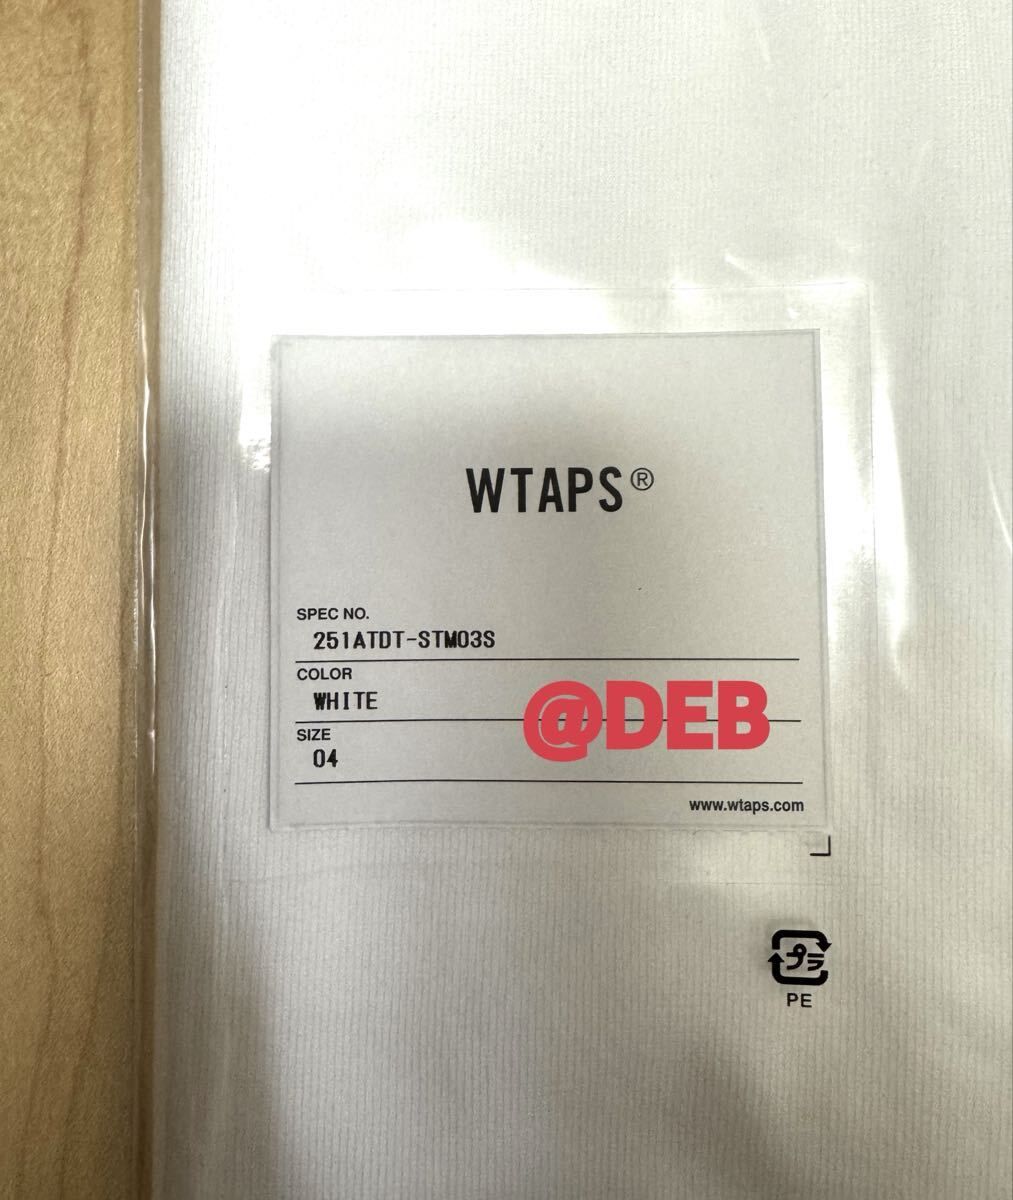 WTAPS®
SPEC NO.
251ATDT-STM03S
COLOR
WHITE
@DEB
SIZE
04
www.wtaps.com
プラ
PE